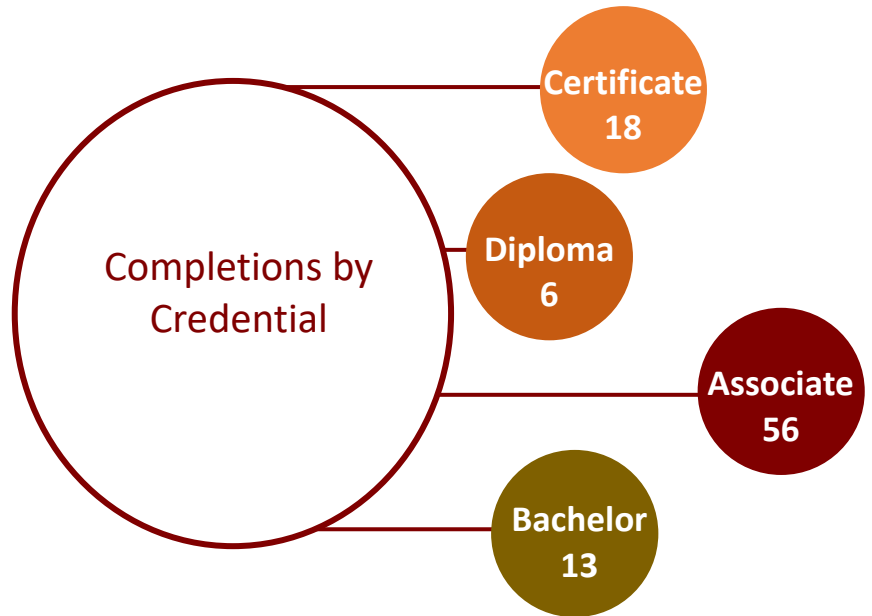 Certificate
18
Completions by
Credential
Diploma
6
Associate
56
Bachelor
13